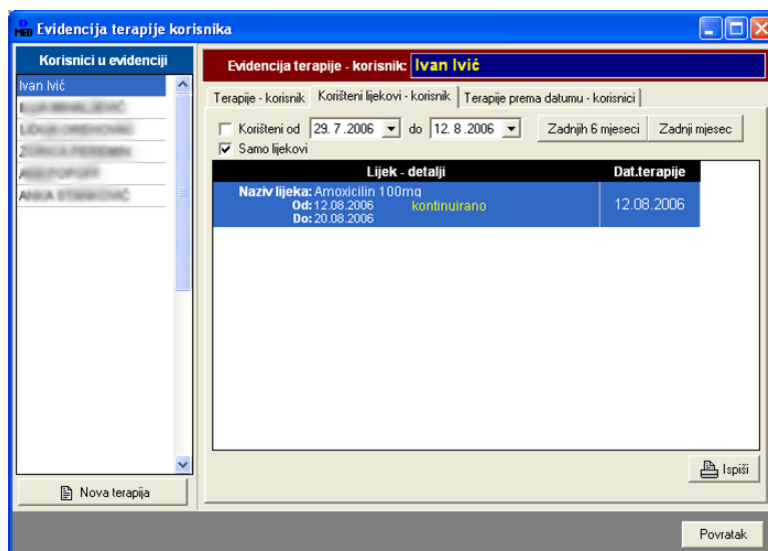 D
MED Evidencija terapije korisnika
Korisnici u evidenciji
Ivan Ivić
Nova terapija
Evidencija terapije - korisnik: Ivan Ivić
Terapije - korisnik Korišteni lijekovi - korisnik Terapije prema datumu - korisnici
Korišteni od 29. 7 .2006 do 12. 8 .2006 Zadnjih 6 mjeseci Zadnji mjesec
Samo lijekovi
Lijek - detalji Dat.terapije
Naziv lijeka: Amoxicilin 100mg
Od: 12.08.2006 kontinuirano 12.08.2006
Do: 20.08.2006
Ispiši
Povratak